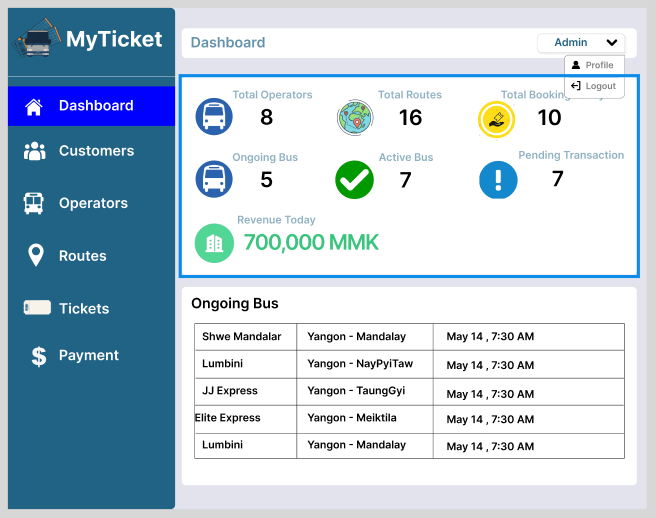 MyTicket
Dashboard
Customers
Operators
Routes
Tickets
Payment
Dashboard
Admin
Profile
Logout
Total Operators
8
Total Routes
16
Total Booking
10
Ongoing Bus
5
Active Bus
7
Pending Transaction
7
Revenue Today
700,000 MMK
Ongoing Bus
Shwe Mandalar Yangon - Mandalay May 14 , 7:30 AM
Lumbini Yangon - NayPyiTaw May 14 , 7:30 AM
JJ Express Yangon - TaungGyi May 14 , 7:30 AM
Elite Express Yangon - Meiktila May 14 , 7:30 AM
Lumbini Yangon - Mandalay May 14 , 7:30 AM